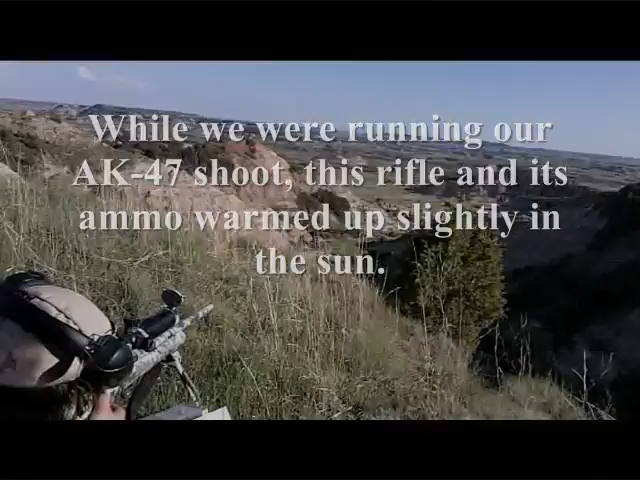 While we were running our
AK-47 shoot, this rifle and its
ammo warmed up slightly in
the sun.